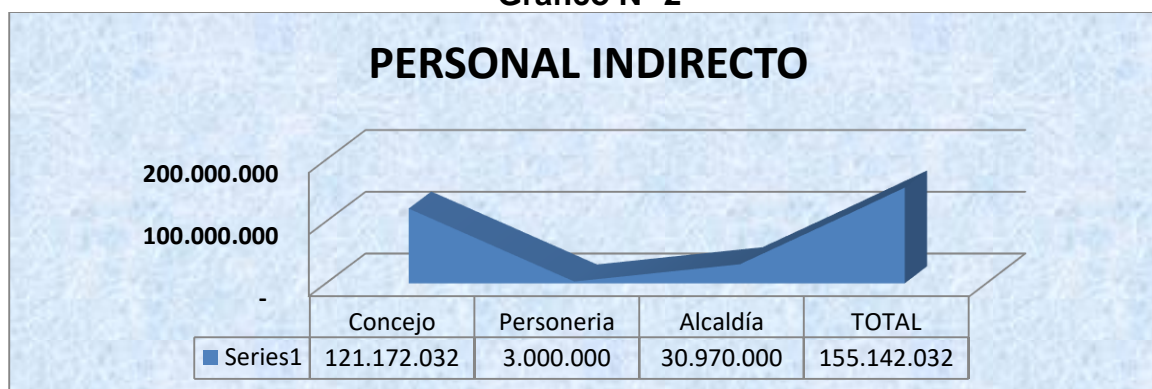 Gráfico N° 2
PERSONAL INDIRECTO
200.000.000
100.000.000
-
Concejo Personeria Alcaldía TOTAL
Series1 121.172.032 3.000.000 30.970.000 155.142.032